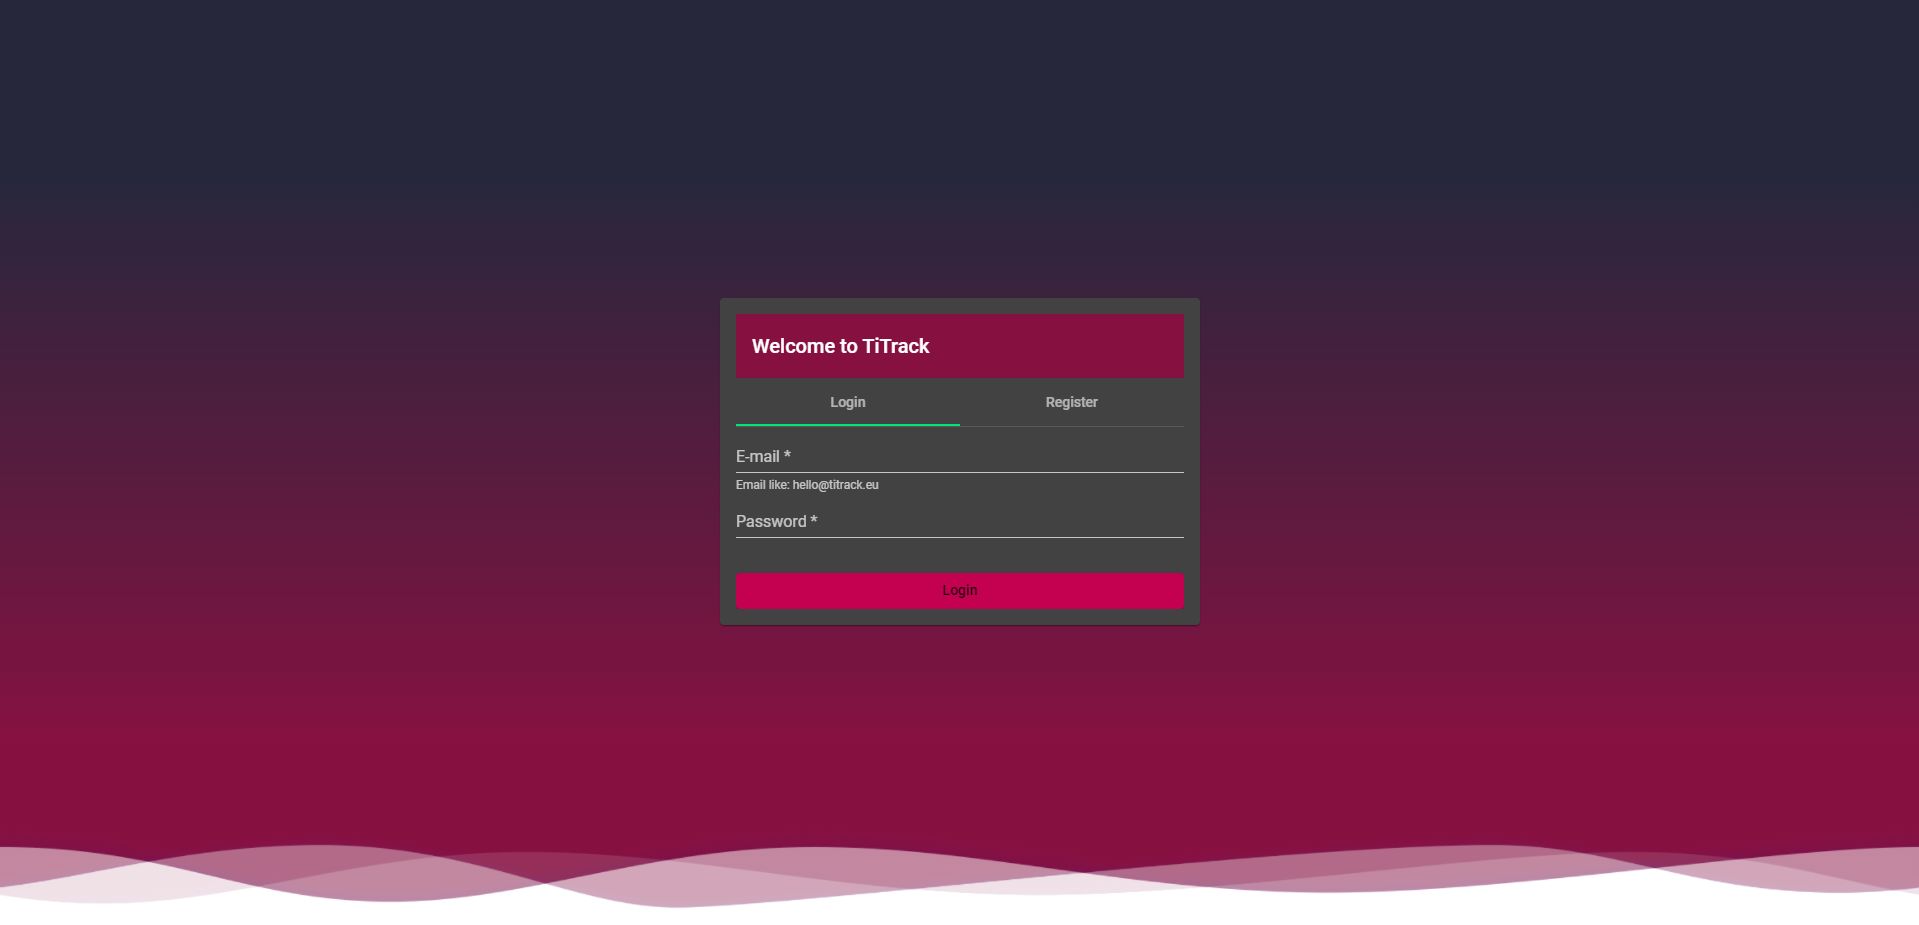 Welcome to TiTrack
Login
Register
E-mail *
Email like: hello@titrack.eu
Password *
Login